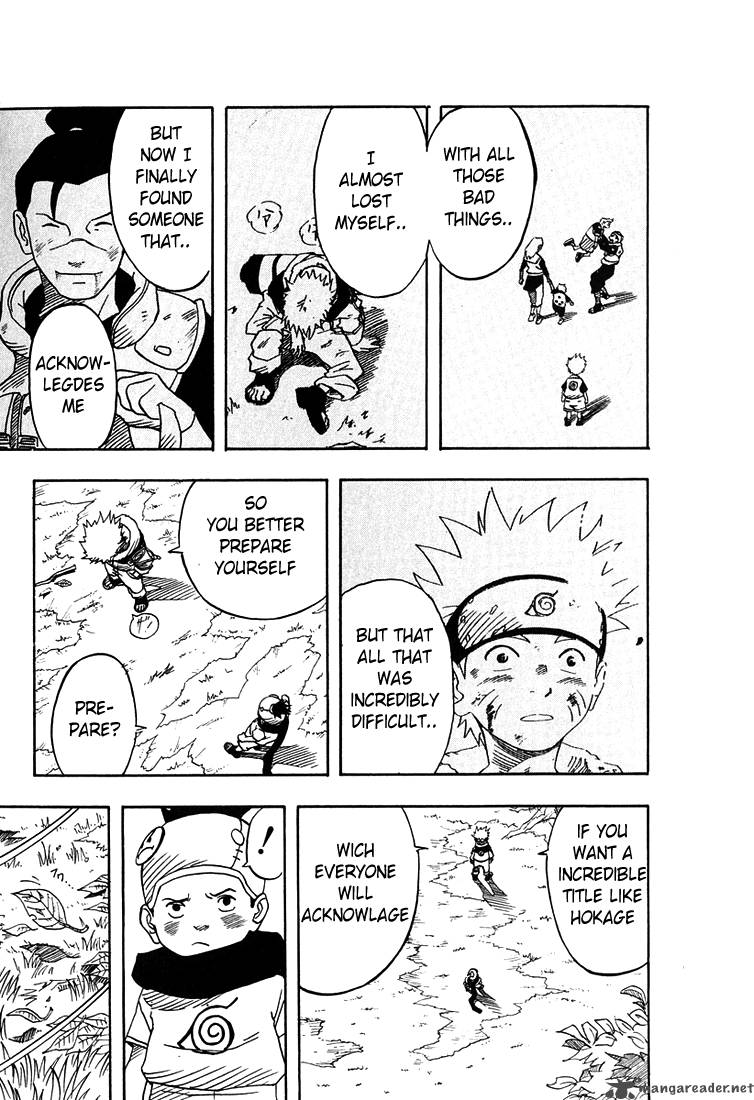 WITH ALL
THOSE
BAD
THINGS..
I
ALMOST
LOST
MYSELF..
BUT
NOW I
FINALLY
FOUND
SOMEONE
THAT..
ACKNOW-
LEGDES
ME
BUT THAT
ALL THAT
WAS
INCREDIBLY
DIFFICULT..
SO
YOU BETTER
PREPARE
YOURSELF
PRE-
PARE?
IF YOU
WANT A
INCREDIBLE
TITLE LIKE
HOKAGE
WICH
EVERYONE
WILL
ACKNOWLAGE
!
mangareader.net